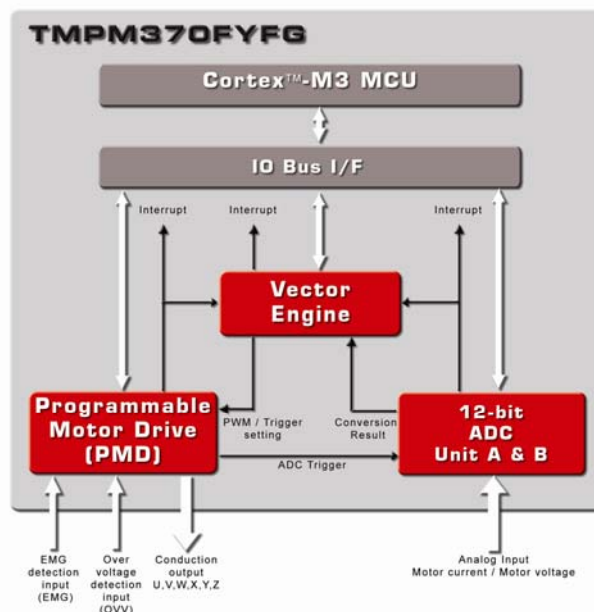 TMPM370FYFG
Cortex™-M3 MCU
IO Bus I/F
Interrupt
Interrupt
Interrupt
Vector
Engine
Programmable
Motor Drive
(PMD)
PWM / Trigger
setting
Conversion
Result
12-bit
ADC
Unit A & B
ADC Trigger
EMG
detection
input
(EMG)
Over
voltage
detection
input
(OVV)
Conduction
output
U,V,W,X,Y,Z
Analog Input
Motor current / Motor voltage